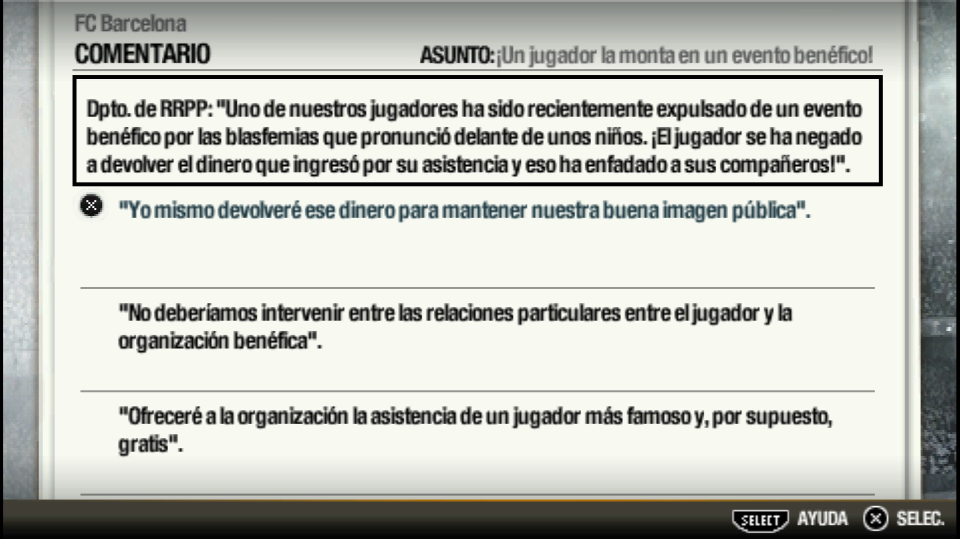 FC Barcelona
COMENTARIO
ASUNTO: ¡Un jugador la monta en un evento benéfico!
Dpto. de RRPP: "Uno de nuestros jugadores ha sido recientemente expulsado de un evento
benéfico por las blasfemias que pronunció delante de unos niños. ¡El jugador se ha negado
a devolver el dinero que ingresó por su asistencia y eso ha enfadado a sus compañeros!".
"Yo mismo devolveré ese dinero para mantener nuestra buena imagen pública".
"No deberíamos intervenir entre las relaciones particulares entre el jugador y la
organización benéfica".
"Ofreceré a la organización la asistencia de un jugador más famoso y, por supuesto,
gratis".
SELECT AYUDA SELEC.